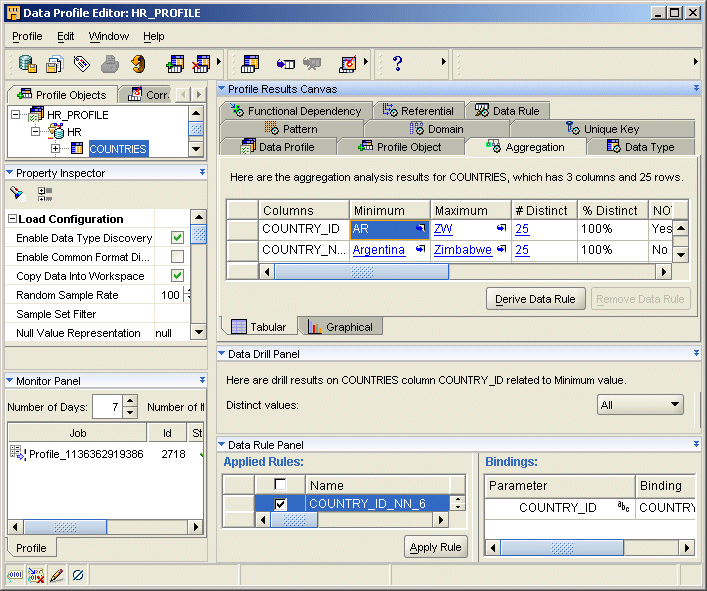 Data Profile Editor: HR_PROFILE
Profile Edit Window Help
Profile Objects Corr
HR_PROFILE
HR
COUNTRIES
Property Inspector
Load Configuration
Enable Data Type Discovery
Enable Common Format Di...
Copy Data Into Workspace
Random Sample Rate 100
Sample Set Filter
Null Value Representation null
Monitor Panel
Number of Days: 7 Number of
Job Id St
Profile_1136362919386 2718
Profile
Profile Results Canvas
Functional Dependency Referential Data Rule
Pattern Domain Unique Key
Data Profile Profile Object Aggregation Data Type
Here are the aggregation analysis results for COUNTRIES, which has 3 columns and 25 rows.
Columns Minimum Maximum # Distinct % Distinct NO
COUNTRY_ID AR ZW 25 100% Yes
COUNTRY_N... Argentina Zimbabwe 25 100% No
Derive Data Rule Remove Data Rule
Tabular Graphical
Data Drill Panel
Here are drill results on COUNTRIES column COUNTRY_ID related to Minimum value.
Distinct values: All
Data Rule Panel
Applied Rules:
Name
COUNTRY_ID_NN_6
Apply Rule
Bindings:
Parameter Binding
COUNTRY_ID abc COUNTRY